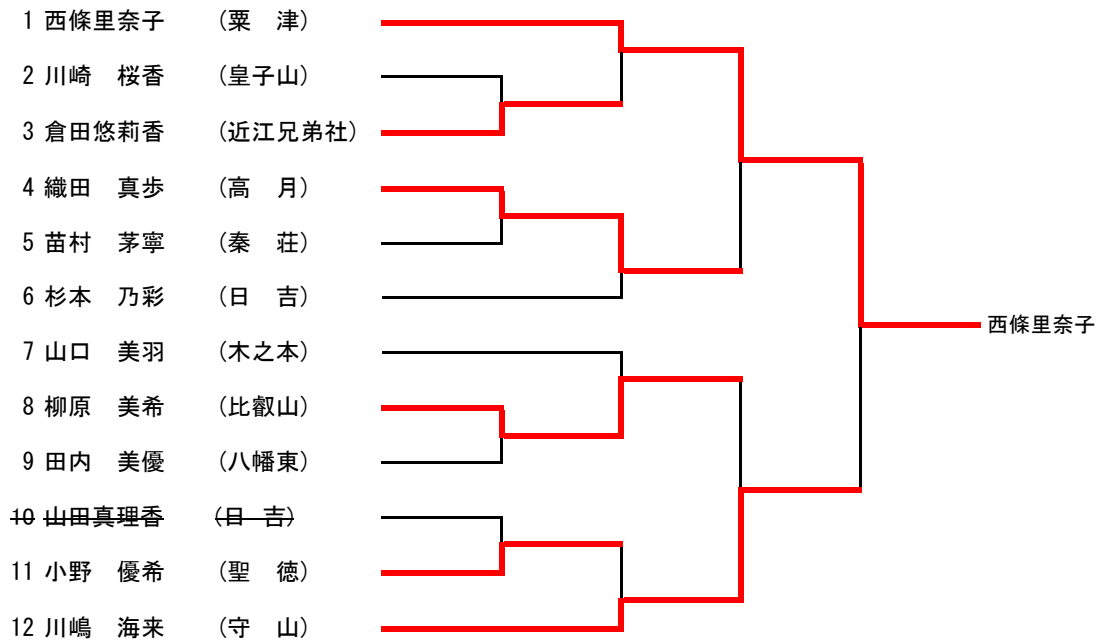 1 西條里奈子 (粟 津)
2 川崎 桜香 (皇子山)
3 倉田悠莉香 (近江兄弟社)
4 織田 真歩 (高 月)
5 苗村 茅寧 (秦 荘)
6 杉本 乃彩 (日 吉)
7 山口 美羽 (木之本)
8 柳原 美希 (比叡山)
9 田内 美優 (八幡東)
10 山田真理香 (日 吉)
11 小野 優希 (聖 徳)
12 川嶋 海来 (守 山)
西條里奈子